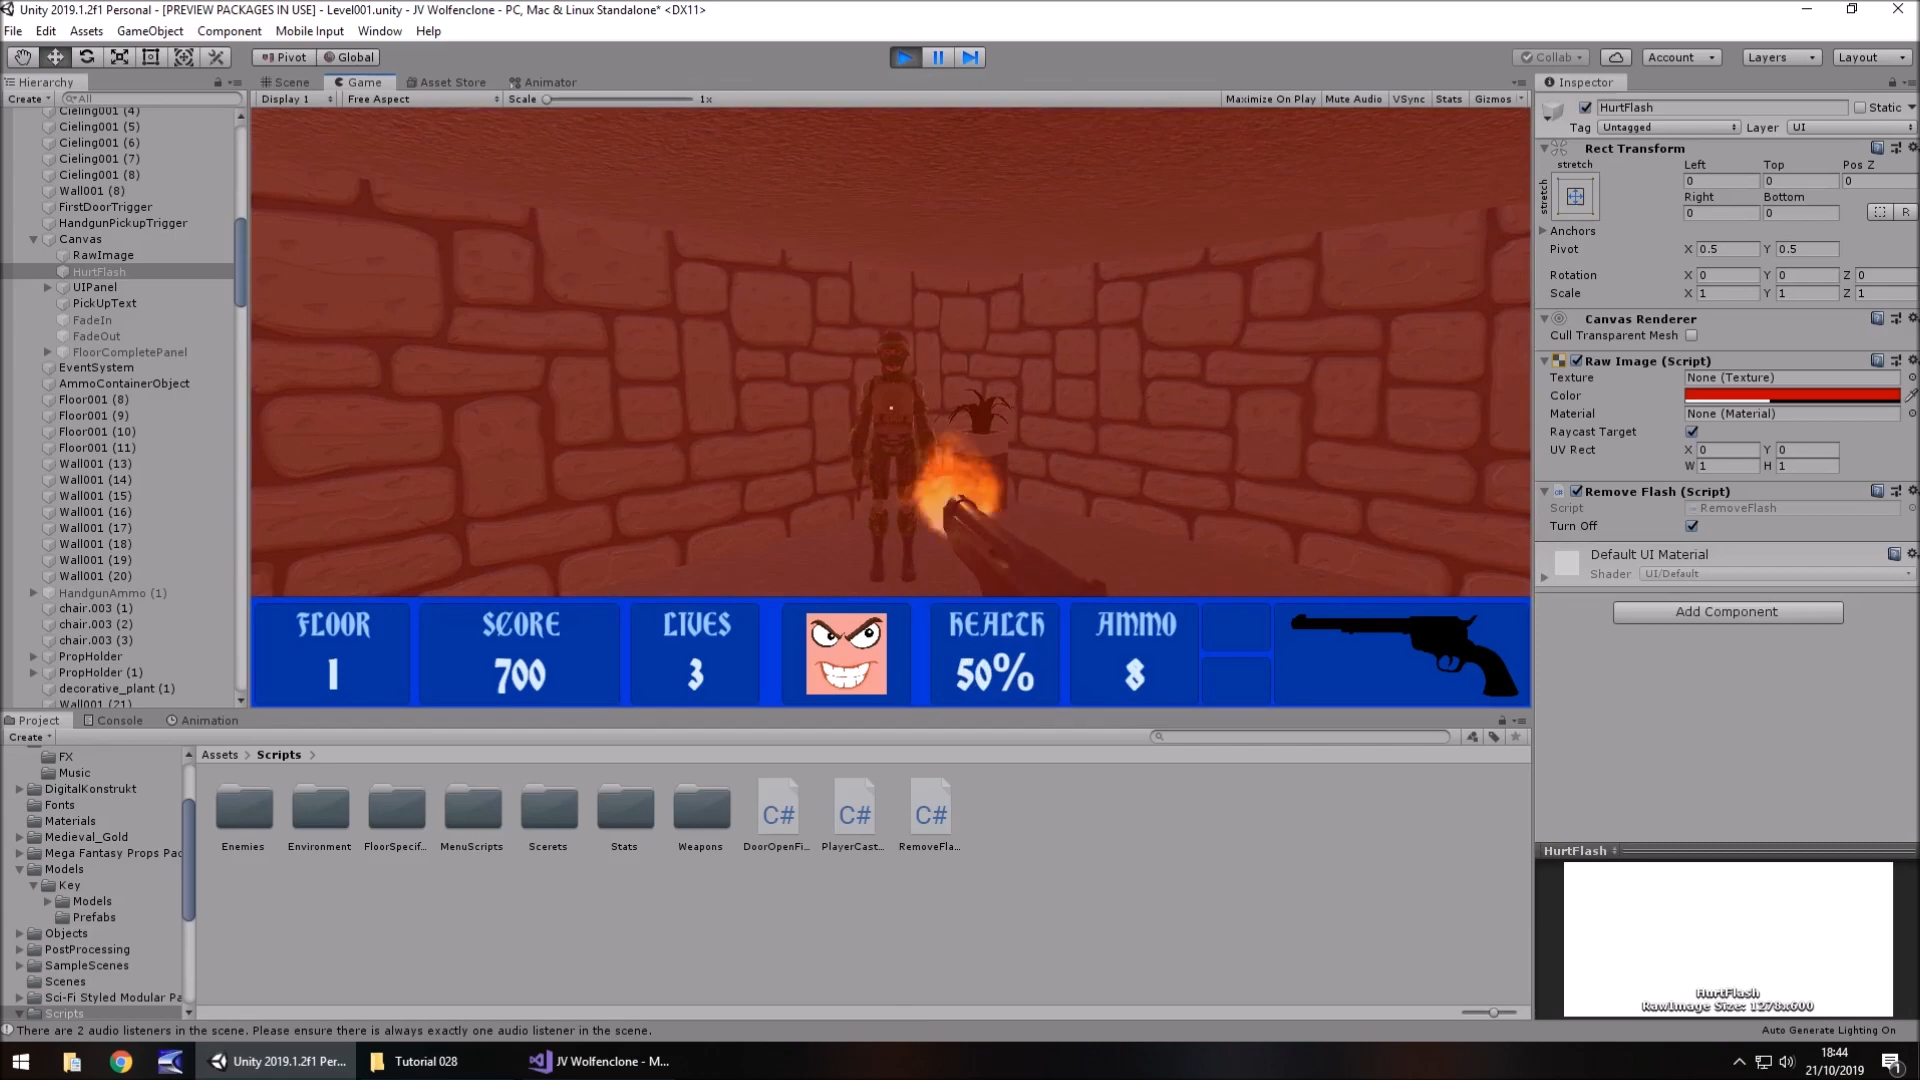 Unity 2019.1.2f1 Personal - [PREVIEW PACKAGES IN USE] - Level001.unity - JV Wolfenclone - PC, Mac & Linux Standalone* <DX11>
File Edit Assets GameObject Component Mobile Input Window Help
Pivot Global Collab Account Layers Layout
Hierarchy
Create All
Cieling001 (4)
Cieling001 (5)
Cieling001 (6)
Cieling001 (7)
Cieling001 (8)
Wall001 (8)
FirstDoorTrigger
HandgunPickupTrigger
Canvas
RawImage
HurtFlash
UIPanel
PickUpText
FadeIn
FadeOut
FloorCompletePanel
EventSystem
AmmoContainerObject
Floor001 (8)
Floor001 (9)
Floor001 (10)
Floor001 (11)
Wall001 (13)
Wall001 (14)
Wall001 (15)
Wall001 (16)
Wall001 (17)
Wall001 (18)
Wall001 (19)
Wall001 (20)
HandgunAmmo (1)
chair.003 (1)
chair.003 (2)
chair.003 (3)
PropHolder
PropHolder (1)
decorative_plant (1)
Wall001 (21)
Scene Game Asset Store Animator
Display 1 Free Aspect Scale 1x Maximize On Play Mute Audio VSync Stats Gizmos
FLOOR SCORE LIVES HEALTH AMMO
1 700 3 50% 8
Inspector
HurtFlash Static
Tag Untagged Layer UI
Rect Transform
stretch Left Top Pos Z
stretch 0 0 0
Right Bottom
0 0 R
Anchors
Pivot X 0.5 Y 0.5
Rotation X 0 Y 0 Z 0
Scale X 1 Y 1 Z 1
Canvas Renderer
Cull Transparent Mesh
Raw Image (Script)
Texture None (Texture)
Color
Material None (Material)
Raycast Target
UV Rect X 0 Y 0
W 1 H 1
Remove Flash (Script)
Script RemoveFlash
Turn Off
Default UI Material
Shader UI/Default
Add Component
HurtFlash
HurtFlash
RawImage Size: 1278x600
Auto Generate Lighting On
Project Console Animation
Create
FX
Music
DigitalKonstrukt
Fonts
Materials
Medieval_Gold
Mega Fantasy Props Pac
Models
Key
Models
Prefabs
Objects
PostProcessing
SampleScenes
Scenes
Sci-Fi Styled Modular Pa
Scripts
Assets > Scripts >
C# C# C#
Enemies Environment FloorSpecif... MenuScripts Scerets Stats Weapons DoorOpenFi... PlayerCast... RemoveFla...
There are 2 audio listeners in the scene. Please ensure there is always exactly one audio listener in the scene.
Unity 2019.1.2f1 Per... Tutorial 028 JV Wolfenclone - M...
18:44
21/10/2019
1